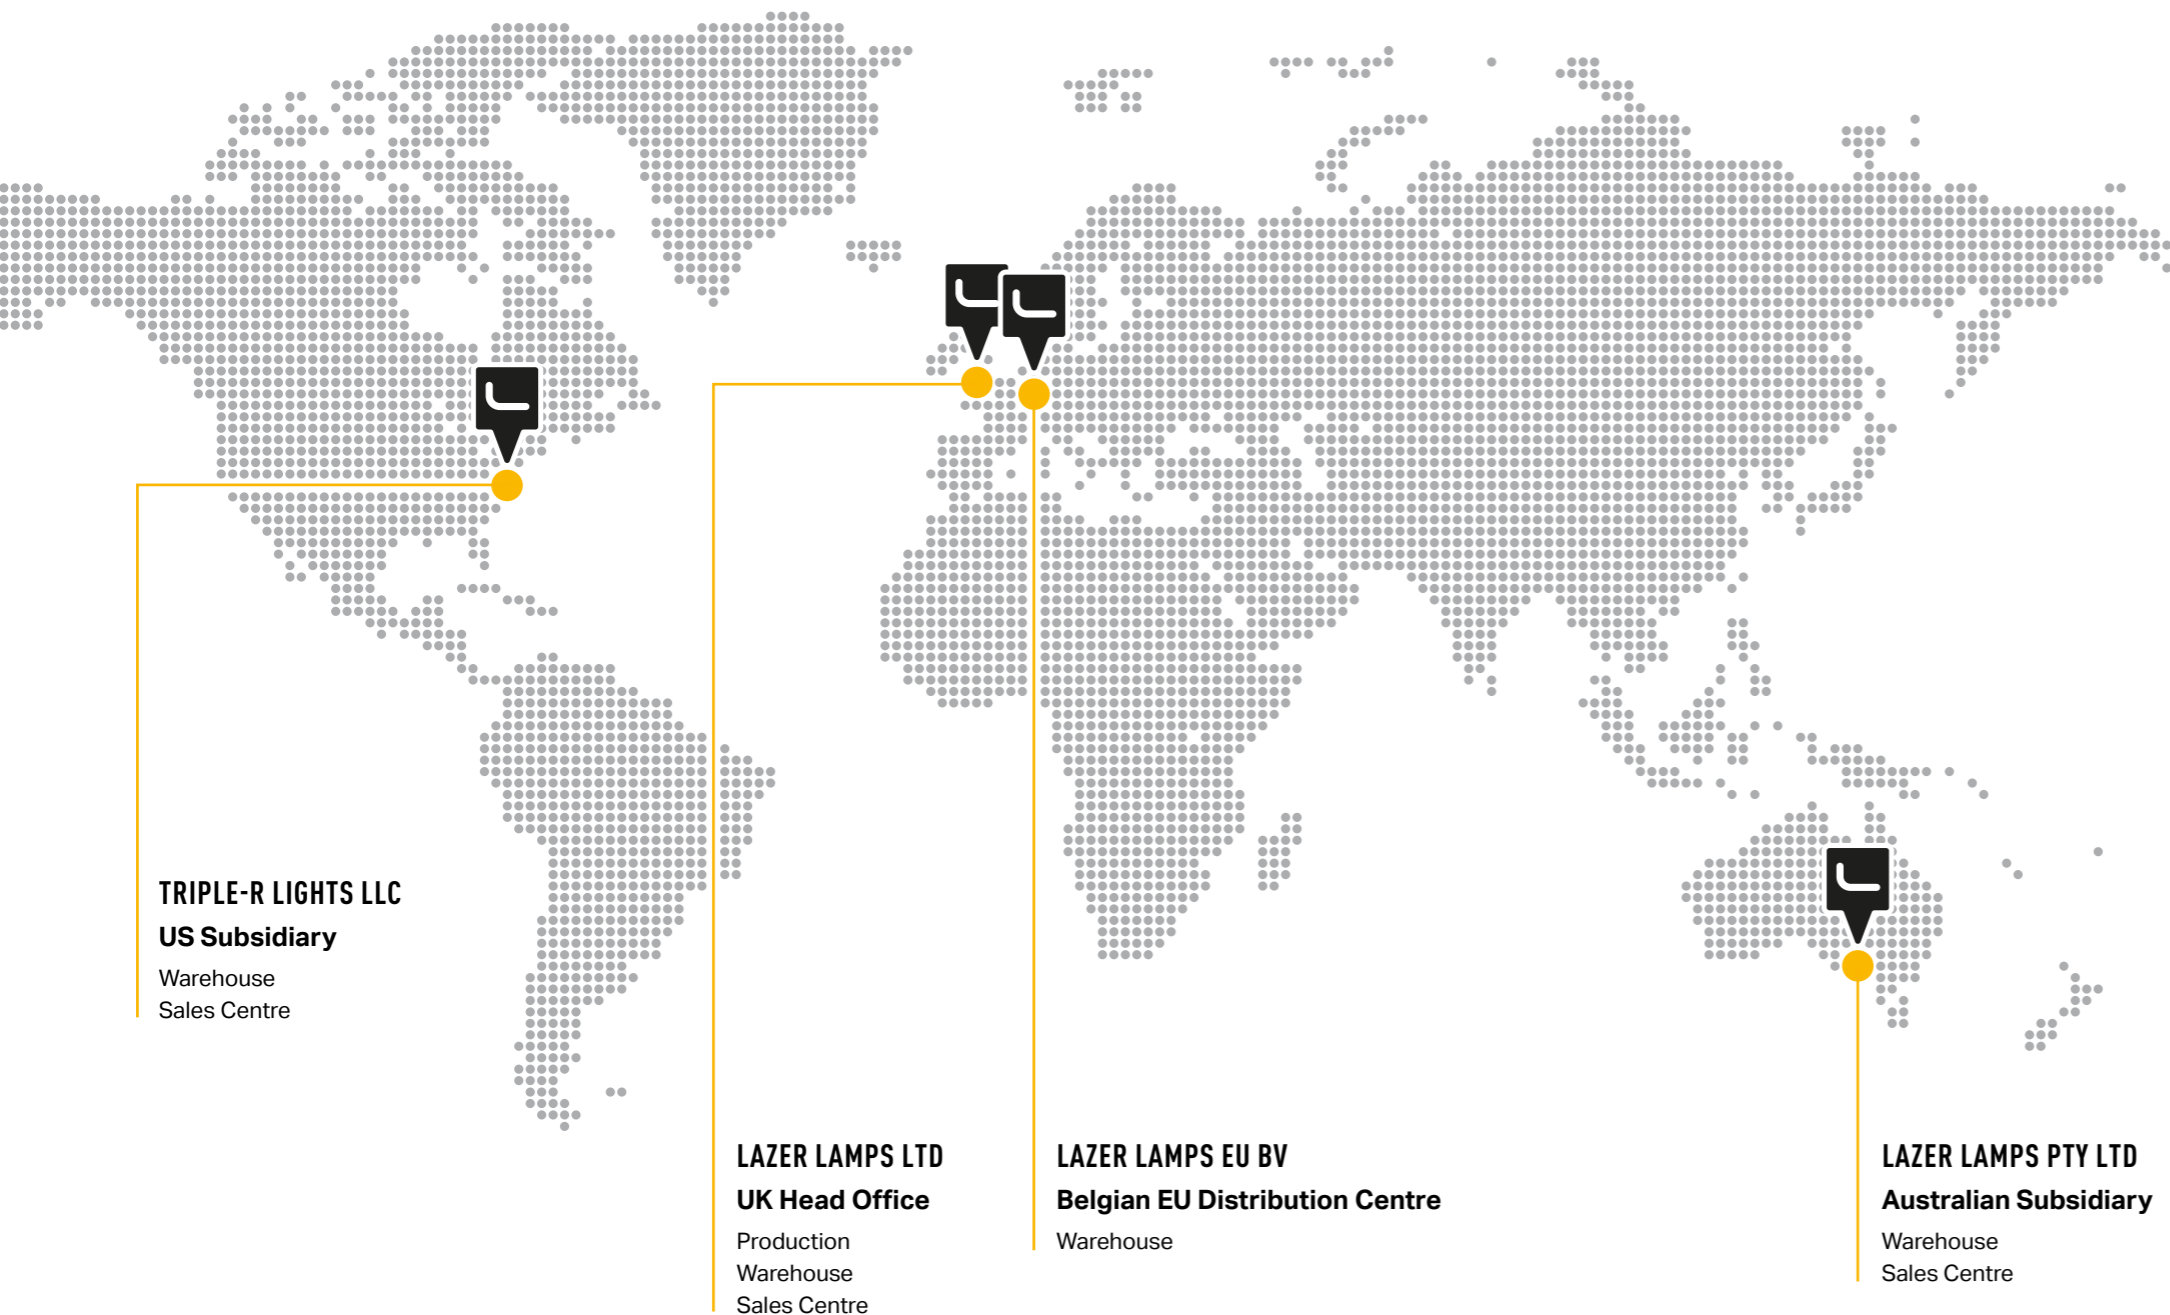 TRIPLE-R LIGHTS LLC
US Subsidiary
Warehouse
Sales Centre
LAZER LAMPS LTD
UK Head Office
Production
Warehouse
Sales Centre
LAZER LAMPS EU BV
Belgian EU Distribution Centre
Warehouse
LAZER LAMPS PTY LTD
Australian Subsidiary
Warehouse
Sales Centre